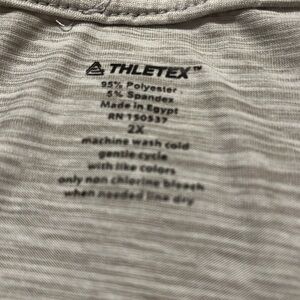 ATHLETEX™
95% Polyester
5% Spandex
Made in Egypt
RN 150537
2X
machine wash cold
gentle cycle
with like colors
only non chlorine bleach
when needed line dry